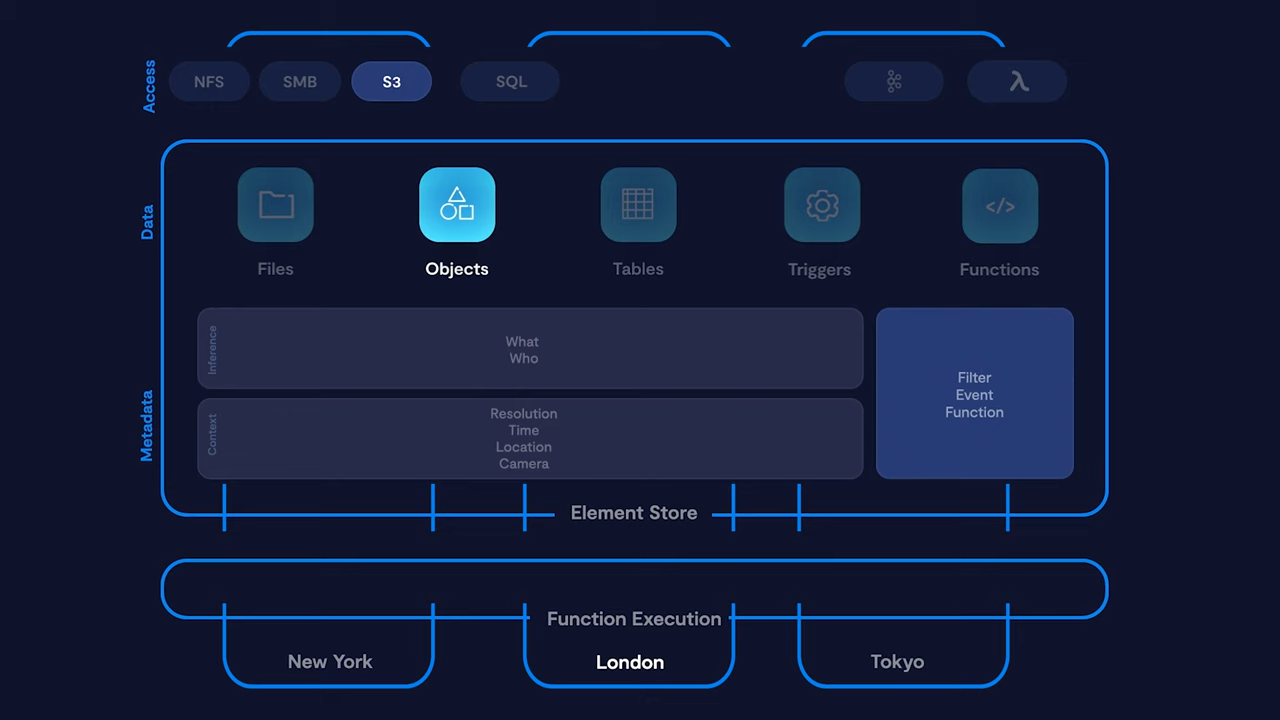 Access
NFS
SMB
S3
SQL
λ
Data
Files
Objects
Tables
Triggers
</>
Functions
Metadata
Inference
What
Who
Context
Resolution
Time
Location
Camera
Filter
Event
Function
Element Store
Function Execution
New York
London
Tokyo